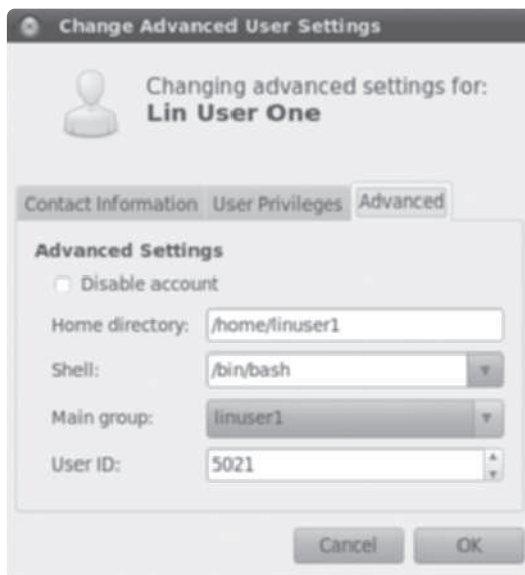 Change Advanced User Settings
Changing advanced settings for:
Lin User One
Contact Information User Privileges Advanced
Advanced Settings
Disable account
Home directory: /home/linuser1
Shell: /bin/bash
Main group: linuser1
User ID: 5021
Cancel OK